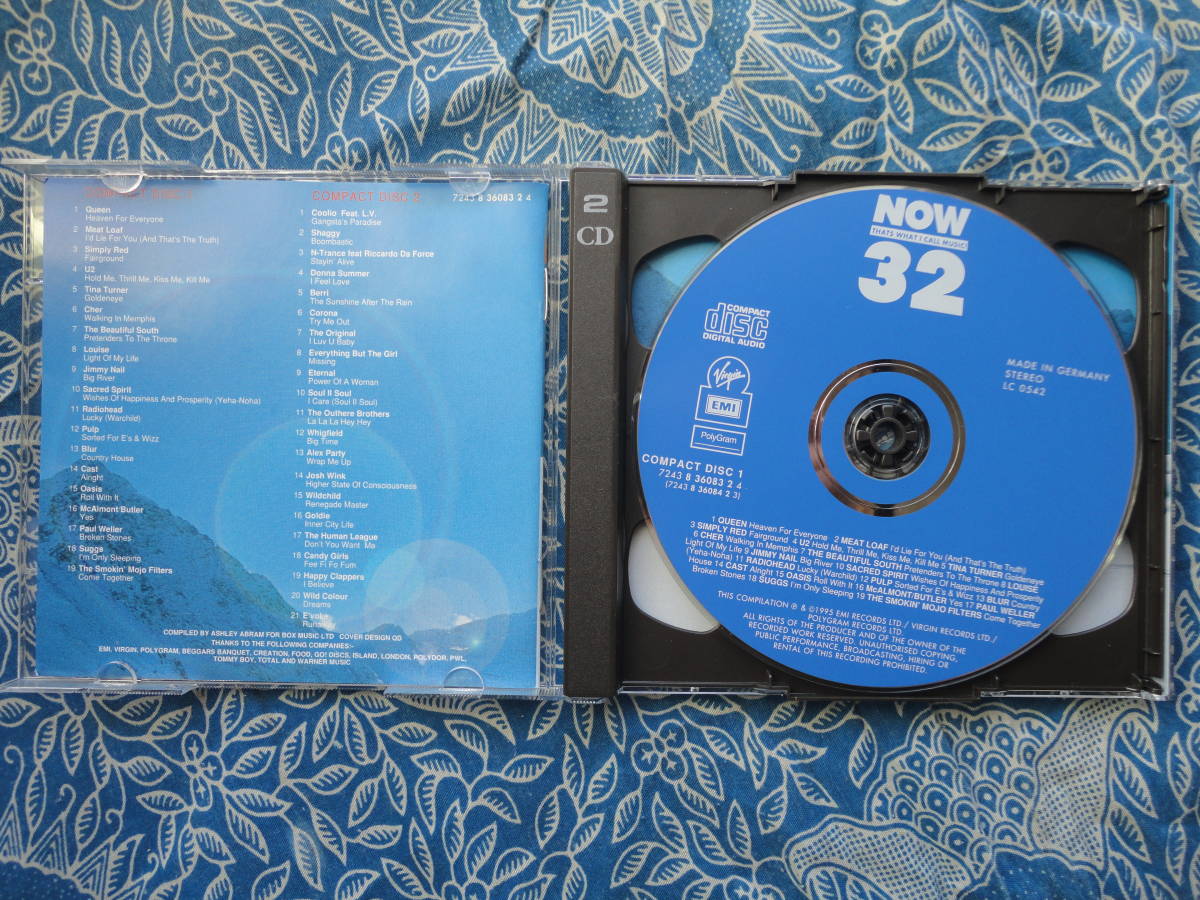 COMPACT DISC 1
1 Queen
Heaven For Everyone
2 Meat Loaf
I'd Lie For You (And That's The Truth)
3 Simply Red
Fairground
4 U2
Hold Me, Thrill Me, Kiss Me, Kill Me
5 Tina Turner
Goldeneye
6 Cher
Walking In Memphis
7 The Beautiful South
Pretenders To The Throne
8 Louise
Light Of My Life
9 Jimmy Nail
Big River
10 Sacred Spirit
Wishes Of Happiness And Prosperity (Yeha-Noha)
11 Radiohead
Lucky (Warchild)
12 Pulp
Sorted For E's & Wizz
13 Blur
Country House
14 Cast
Alright
15 Oasis
Roll With It
16 McAlmont/Butler
Yes
17 Paul Weller
Broken Stones
18 Suggs
I'm Only Sleeping
19 The Smokin' Mojo Filters
Come Together
COMPACT DISC 2
7243 8 36083 2 4
1 Coolio Feat. L.V.
Gangsta's Paradise
2 Shaggy
Boombastic
3 N-Trance feat Riccardo Da Force
Stayin' Alive
4 Donna Summer
I Feel Love
5 Berri
The Sunshine After The Rain
6 Corona
Try Me Out
7 The Original
I Luv U Baby
8 Everything But The Girl
Missing
9 Eternal
Power Of A Woman
10 Soul II Soul
I Care (Soul II Soul)
11 The Outhere Brothers
La La La Hey Hey
12 Whigfield
Big Time
13 Alex Party
Wrap Me Up
14 Josh Wink
Higher State Of Consciousness
15 Wildchild
Renegade Master
16 Goldie
Inner City Life
17 The Human League
Don't You Want Me
18 Candy Girls
Fee Fi Fo Fum
19 Happy Clappers
I Believe
20 Wild Colour
Dreams
21 E'voke
Runaway
COMPILED BY ASHLEY ABRAM FOR BOX MUSIC LTD COVER DESIGN QD
THANKS TO THE FOLLOWING COMPANIES:-
EMI, VIRGIN, POLYGRAM, BEGGARS BANQUET, CREATION, FOOD, GO! DISCS, ISLAND, LONDON, POLYDOR, PWL,
TOMMY BOY, TOTAL AND WARNER MUSIC
2
CD
NOW
THATS WHAT I CALL MUSIC!
32
COMPACT
disc
DIGITAL AUDIO
Virgin
EMI
PolyGram
MADE IN GERMANY
STEREO
LC 0542
COMPACT DISC 1
7243 8 36083 2 4
(7243 8 36084 2 3)
1 QUEEN Heaven For Everyone 2 MEAT LOAF I'd Lie For You (And That's The Truth)
3 SIMPLY RED Fairground 4 U2 Hold Me, Thrill Me, Kiss Me, Kill Me 5 TINA TURNER Goldeneye
6 CHER Walking In Memphis 7 THE BEAUTIFUL SOUTH Pretenders To The Throne 8 LOUISE
Light Of My Life 9 JIMMY NAIL Big River 10 SACRED SPIRIT Wishes Of Happiness And Prosperity
(Yeha-Noha) 11 RADIOHEAD Lucky (Warchild) 12 PULP Sorted For E's & Wizz 13 BLUR Country
House 14 CAST Alright 15 OASIS Roll With It 16 McALMONT/BUTLER Yes 17 PAUL WELLER
Broken Stones 18 SUGGS I'm Only Sleeping 19 THE SMOKIN' MOJO FILTERS Come Together
THIS COMPILATION ℗ & ©1995 EMI RECORDS LTD./ VIRGIN RECORDS LTD./
POLYGRAM RECORDS LTD.
ALL RIGHTS OF THE PRODUCER AND OF THE OWNER OF THE
RECORDED WORK RESERVED. UNAUTHORISED COPYING,
PUBLIC PERFORMANCE, BROADCASTING, HIRING OR
RENTAL OF THIS RECORDING PROHIBITED.